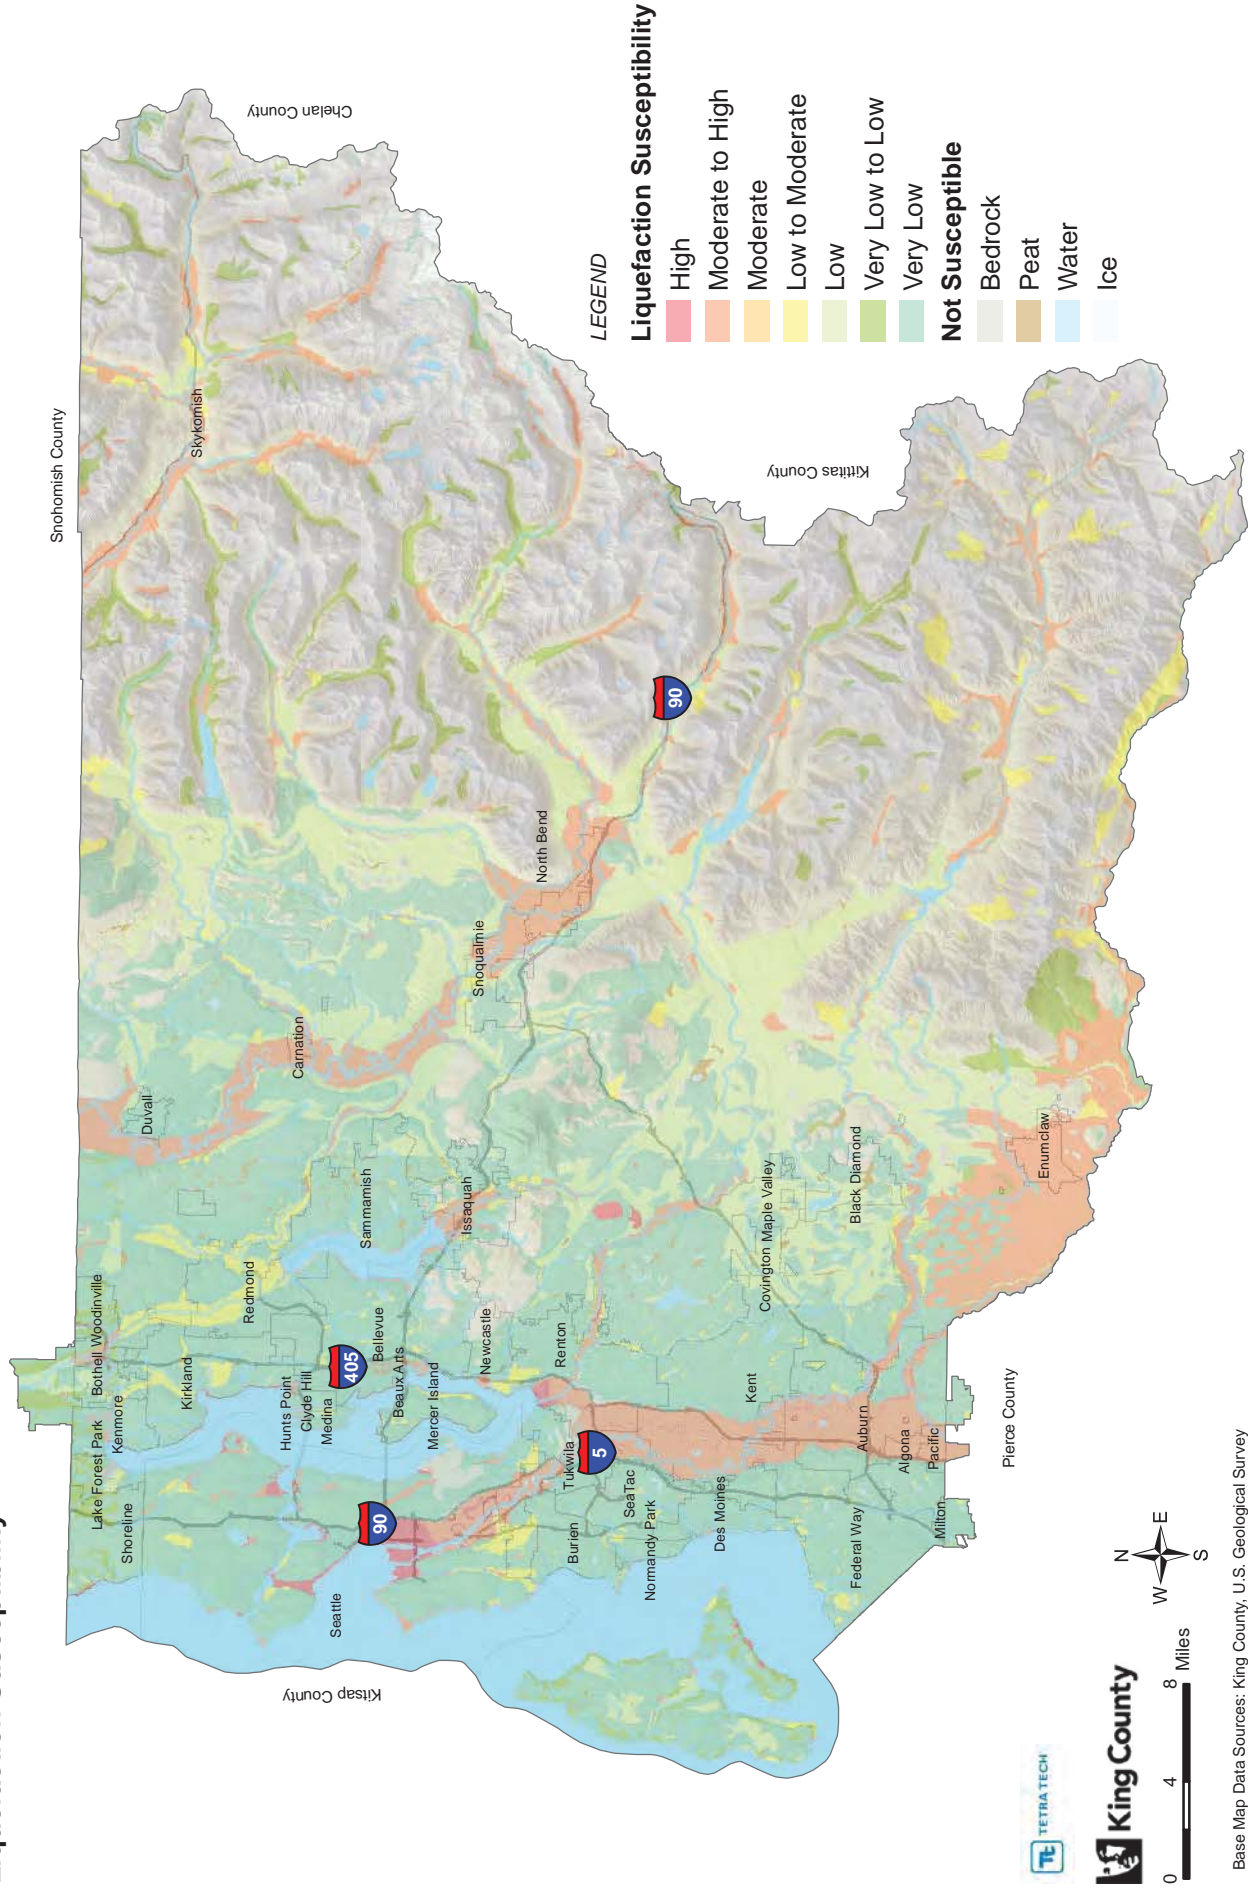 Liquefaction Susceptibility
Snohomish County
Chelan County
Kittitas County
Pierce County
Kitsap County
Lake Forest Park
Bothell
Woodinville
Kenmore
Shoreline
Duvall
Skykomish
Kirkland
Redmond
Carnation
Hunts Point
Clyde Hill
Medina
405
Bellevue
Sammamish
Seattle
90
Beaux Arts
Mercer Island
Issaquah
Snoqualmie
Newcastle
North Bend
Renton
Tukwila
5
Burien
SeaTac
Normandy Park
90
Des Moines
Kent
Covington
Maple Valley
Black Diamond
Federal Way
Auburn
Algona
Pacific
Milton
Enumclaw
LEGEND
Liquefaction Susceptibility
High
Moderate to High
Moderate
Low to Moderate
Low
Very Low to Low
Very Low
Not Susceptible
Bedrock
Peat
Water
Ice
Tt TETRA TECH
King County
0 4 8
Miles
N
W E
S
Base Map Data Sources: King County, U.S. Geological Survey